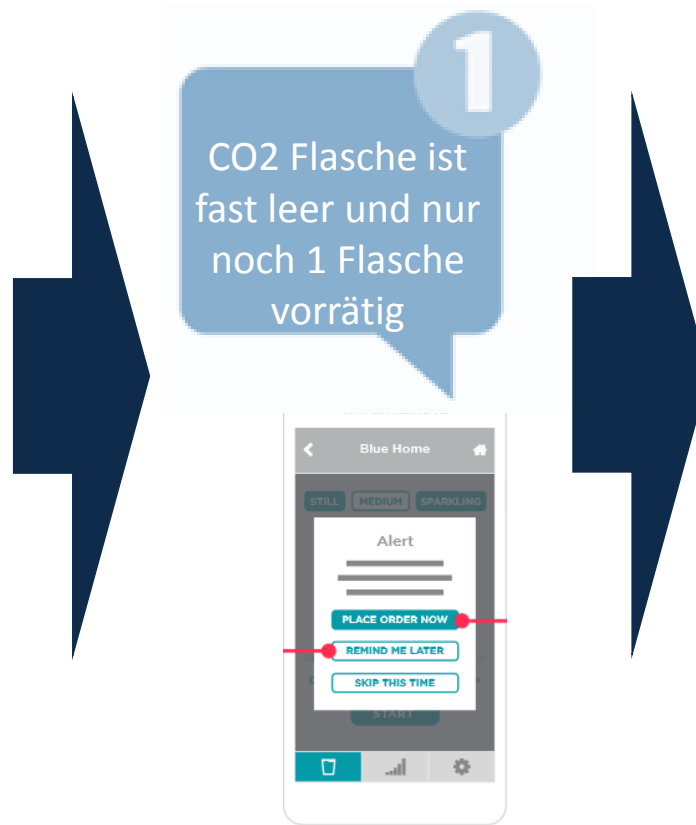 1
CO2 Flasche ist
fast leer und nur
noch 1 Flasche
vorrätig
Blue Home
STILL MEDIUM SPARKLING
Alert
PLACE ORDER NOW
REMIND ME LATER
SKIP THIS TIME
START